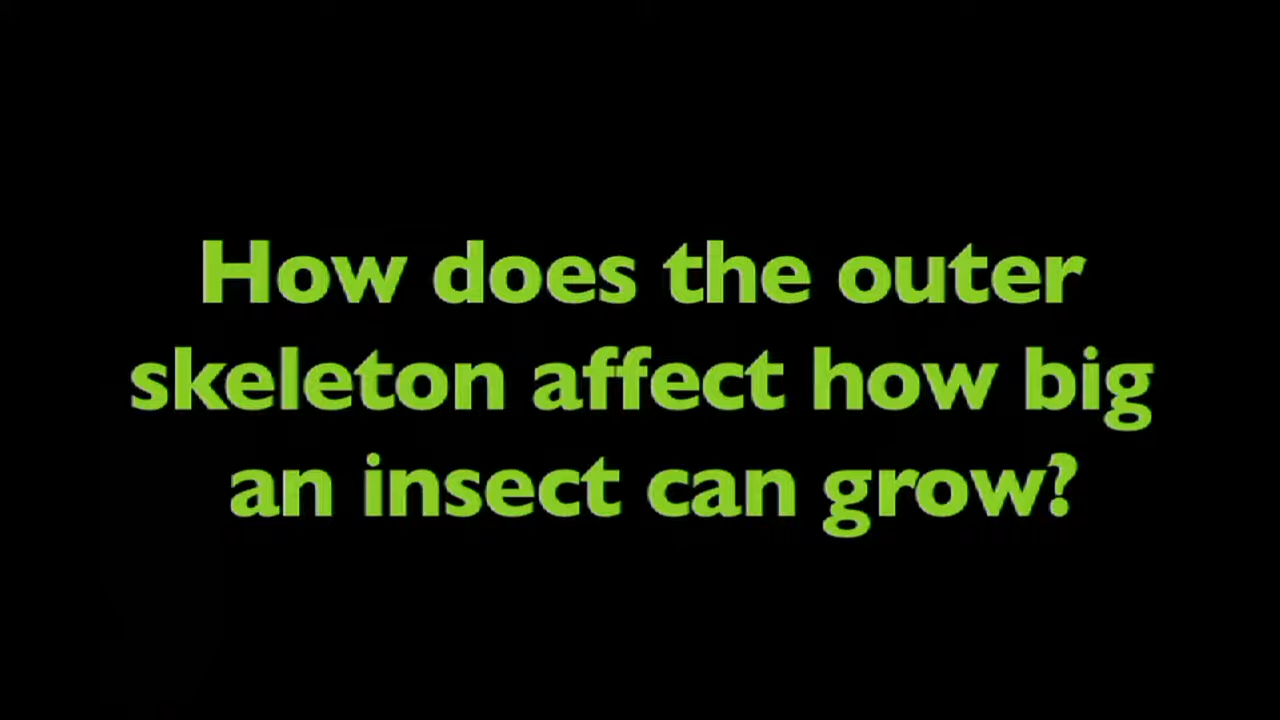 How does the outer
skeleton affect how big
an insect can grow?